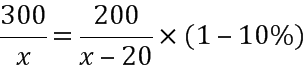 300/x = 200/(x – 20) × (1 – 10%)